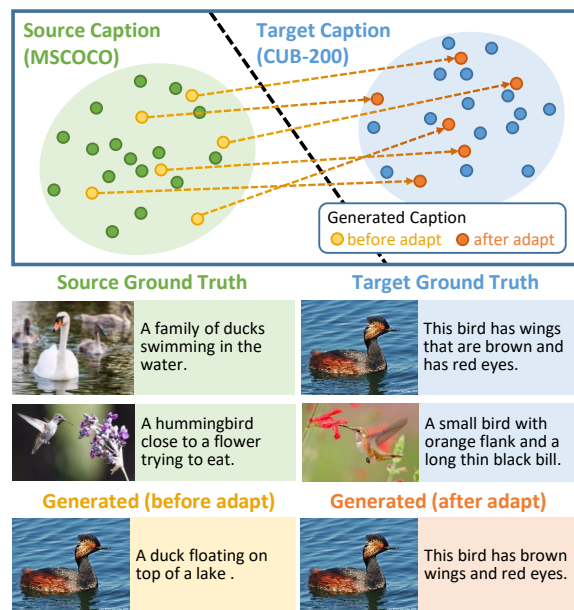 Source Caption
(MSCOCO)
Target Caption
(CUB-200)
Generated Caption
before adapt
after adapt
Source Ground Truth
Target Ground Truth
A family of ducks
swimming in the
water.
This bird has wings
that are brown and
has red eyes.
A hummingbird
close to a flower
trying to eat.
A small bird with
orange flank and a
long thin black bill.
Generated (before adapt)
Generated (after adapt)
A duck floating on
top of a lake .
This bird has brown
wings and red eyes.